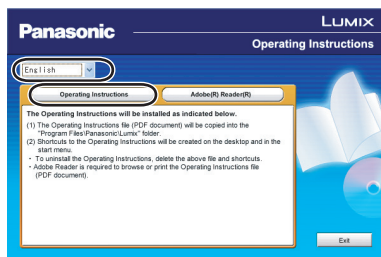 Panasonic
LUMIX
Operating Instructions
English
Operating Instructions
Adobe(R) Reader(R)
The Operating Instructions will be installed as indicated below.
(1) The Operating Instructions file (PDF document) will be copied into the
"Program Files\Panasonic\Lumix" folder.
(2) Shortcuts to the Operating Instructions will be created on the desktop and in the
start menu.
・ To uninstall the Operating Instructions, delete the above file and shortcuts.
・ Adobe Reader is required to browse or print the Operating Instructions file
(PDF document).
Exit